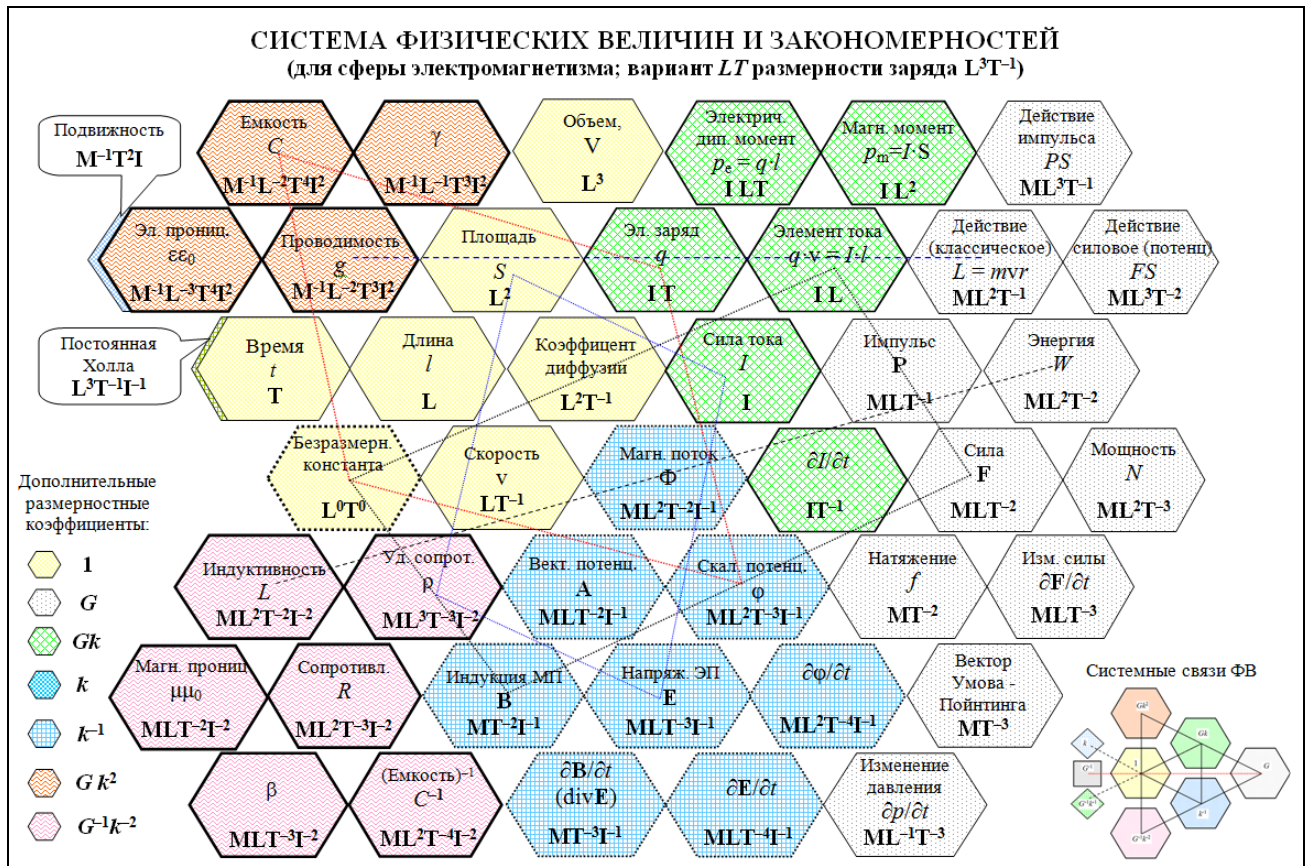 СИСТЕМА ФИЗИЧЕСКИХ ВЕЛИЧИН И ЗАКОНОМЕРНОСТЕЙ
(для сферы электромагнетизма; вариант LT размерности заряда L³T⁻¹)
Подвижность
M⁻¹T²I
Емкость
C
M⁻¹L⁻²T⁴I²
γ
M⁻¹L⁻¹T³I²
Объем,
V
L³
Электрич.
дип. момент
pₑ = q·l
I LT
Магн. момент
pₘ=I·S
I L²
Действие
импульса
PS
ML³T⁻¹
Эл. прониц.
εε₀
M⁻¹L⁻³T⁴I²
Проводимость
g
M⁻¹L⁻²T³I²
Площадь
S
L²
Эл. заряд
q
I T
Элемент тока
q·v = I·l
I L
Действие
(классическое)
L = mvr
ML²T⁻¹
Действие
силовое (потенц)
FS
ML³T⁻²
Постоянная
Холла
L³T⁻¹I⁻¹
Время
t
T
Длина
l
L
Коэффицент
диффузии
L²T⁻¹
Сила тока
I
I
Импульс
P
MLT⁻¹
Энергия
W
ML²T⁻²
Безразмерн.
константа
L⁰T⁰
Скорость
v
LT⁻¹
Магн. поток
Φ
ML²T⁻²I⁻¹
∂I/∂t
IT⁻¹
Сила
F
MLT⁻²
Мощность
N
ML²T⁻³
Дополнительные
размерностные
коэффициенты:
1
G
Gk
k
k⁻¹
G k²
G⁻¹k⁻²
Индуктивность
L
ML²T⁻²I⁻²
Уд. сопрот.
ρ
ML³T⁻³I⁻²
Вект. потенц.
A
MLT⁻²I⁻¹
Скал. потенц.
φ
ML²T⁻³I⁻¹
Натяжение
f
MT⁻²
Изм. силы
∂F/∂t
MLT⁻³
Магн. прониц
μμ₀
MLT⁻²I⁻²
Сопротивл.
R
ML²T⁻³I⁻²
Индукция МП
B
MT⁻²I⁻¹
Напряж. ЭП
E
MLT⁻³I⁻¹
∂φ/∂t
ML²T⁻⁴I⁻¹
Вектор
Умова -
Пойнтинга
MT⁻³
β
MLT⁻³I⁻²
(Емкость)⁻¹
C⁻¹
ML²T⁻⁴I⁻²
∂B/∂t
(divE)
MT⁻³I⁻¹
∂E/∂t
MLT⁻⁴I⁻¹
Изменение
давления
∂p/∂t
ML⁻¹T⁻³
Системные связи ФВ
Gk²
k
Gk
G⁻¹
1
G
G⁻¹k⁻¹
k⁻¹
G⁻¹k⁻²